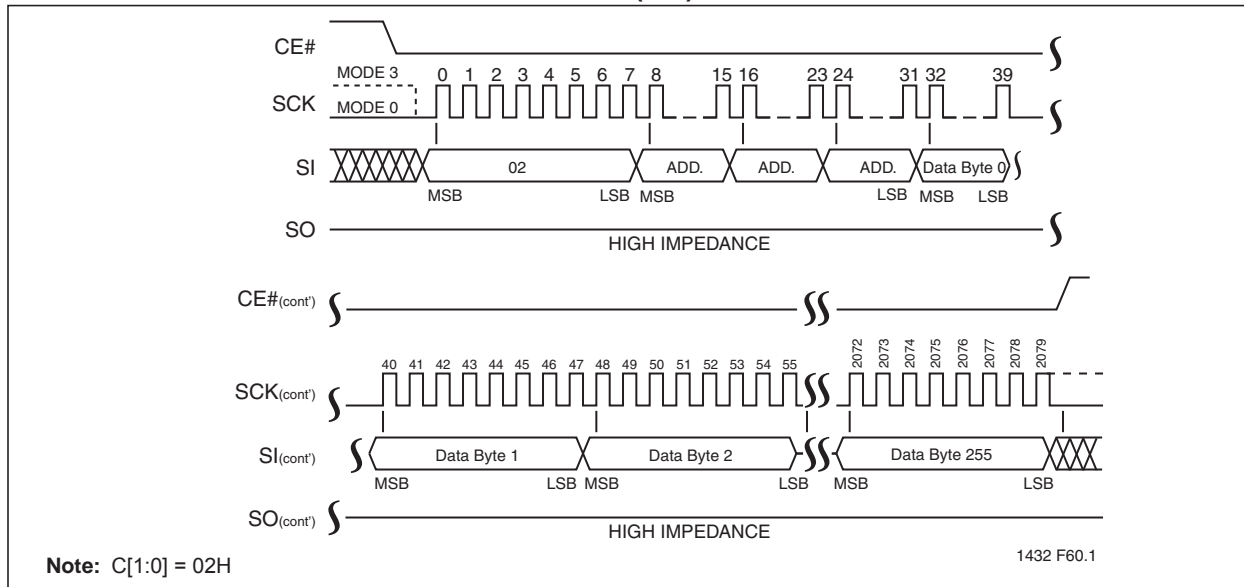 CE#
MODE 3
0 1 2 3 4 5 6 7 8 15 16 23 24 31 32 39
SCK MODE 0
SI 02 ADD. ADD. ADD. Data Byte 0
MSB LSB MSB LSB MSB LSB
SO HIGH IMPEDANCE
CE#(cont')
40 41 42 43 44 45 46 47 48 49 50 51 52 53 54 55 2072 2073 2074 2075 2076 2077 2078 2079
SCK(cont')
SI(cont') Data Byte 1 Data Byte 2 Data Byte 255
MSB LSB MSB LSB MSB LSB
SO(cont') HIGH IMPEDANCE
Note: C[1:0] = 02H 1432 F60.1